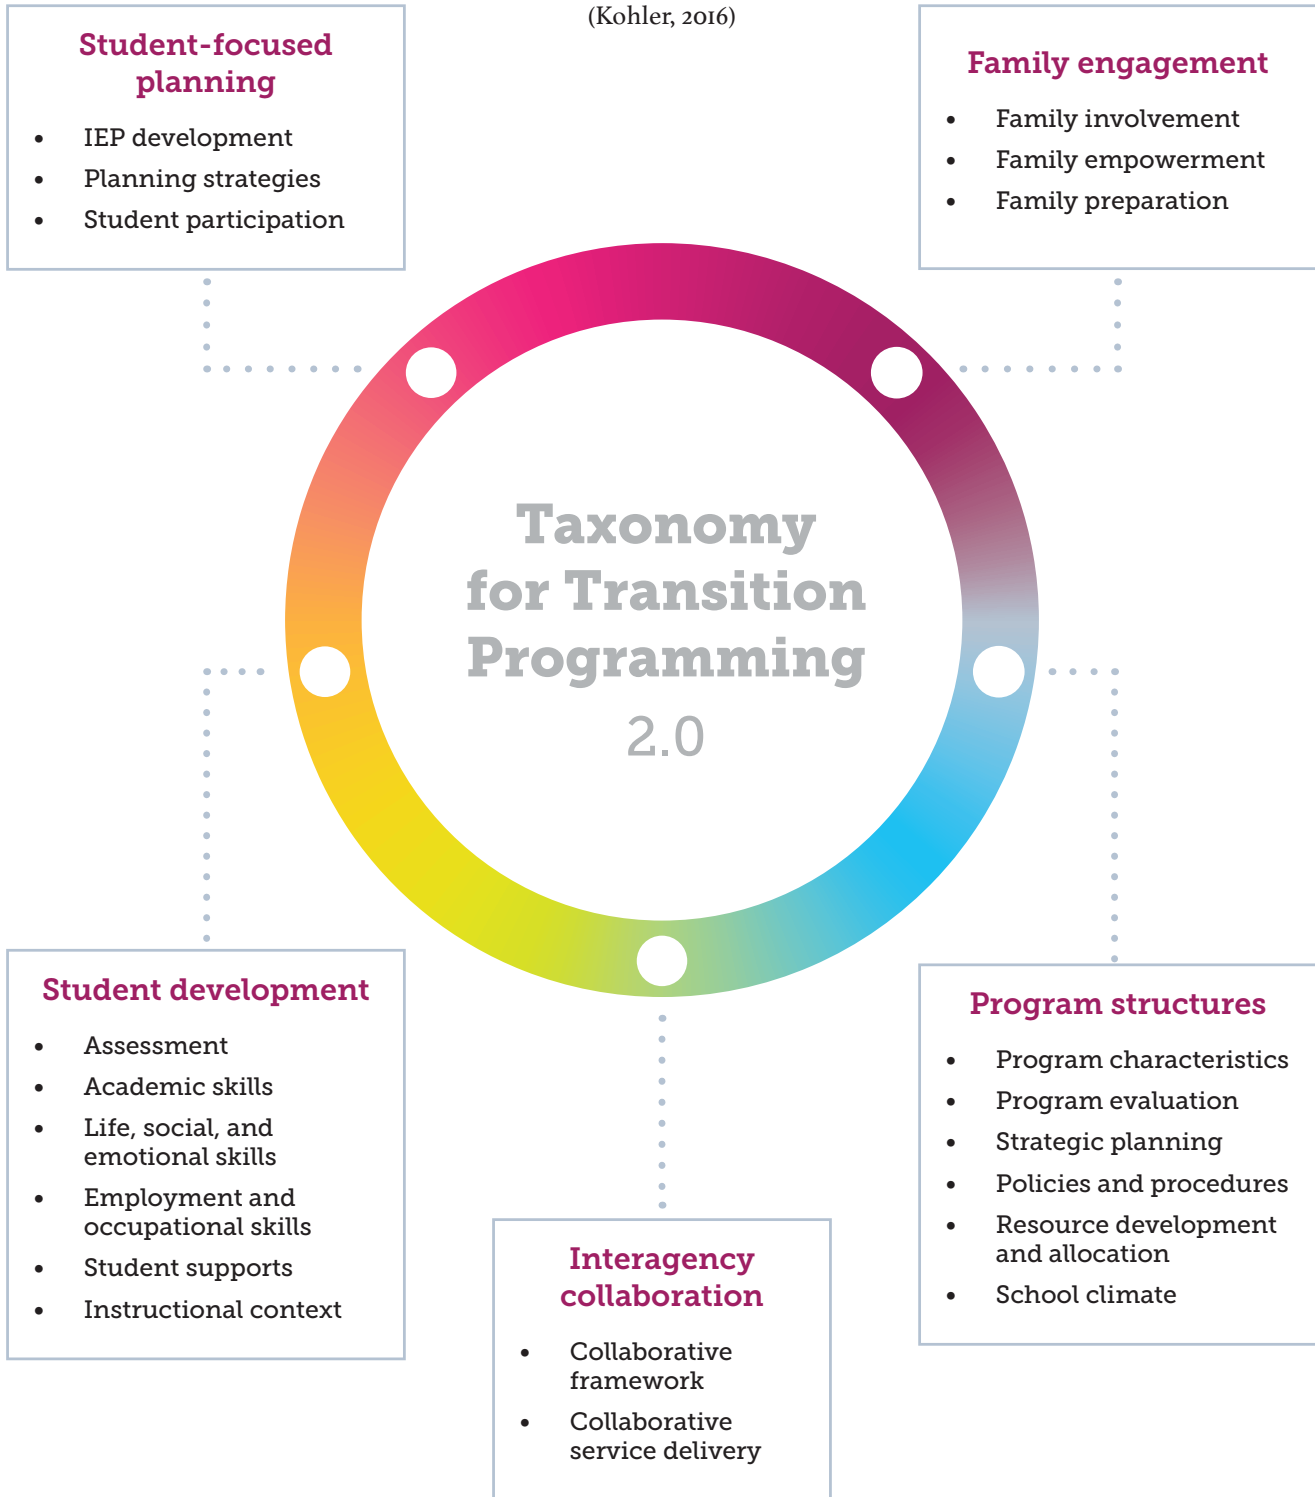 (Kohler, 2016)
Student-focused
planning
• IEP development
• Planning strategies
• Student participation
Family engagement
• Family involvement
• Family empowerment
• Family preparation
Taxonomy
for Transition
Programming
2.0
Student development
• Assessment
• Academic skills
• Life, social, and
emotional skills
• Employment and
occupational skills
• Student supports
• Instructional context
Interagency
collaboration
• Collaborative
framework
• Collaborative
service delivery
Program structures
• Program characteristics
• Program evaluation
• Strategic planning
• Policies and procedures
• Resource development
and allocation
• School climate